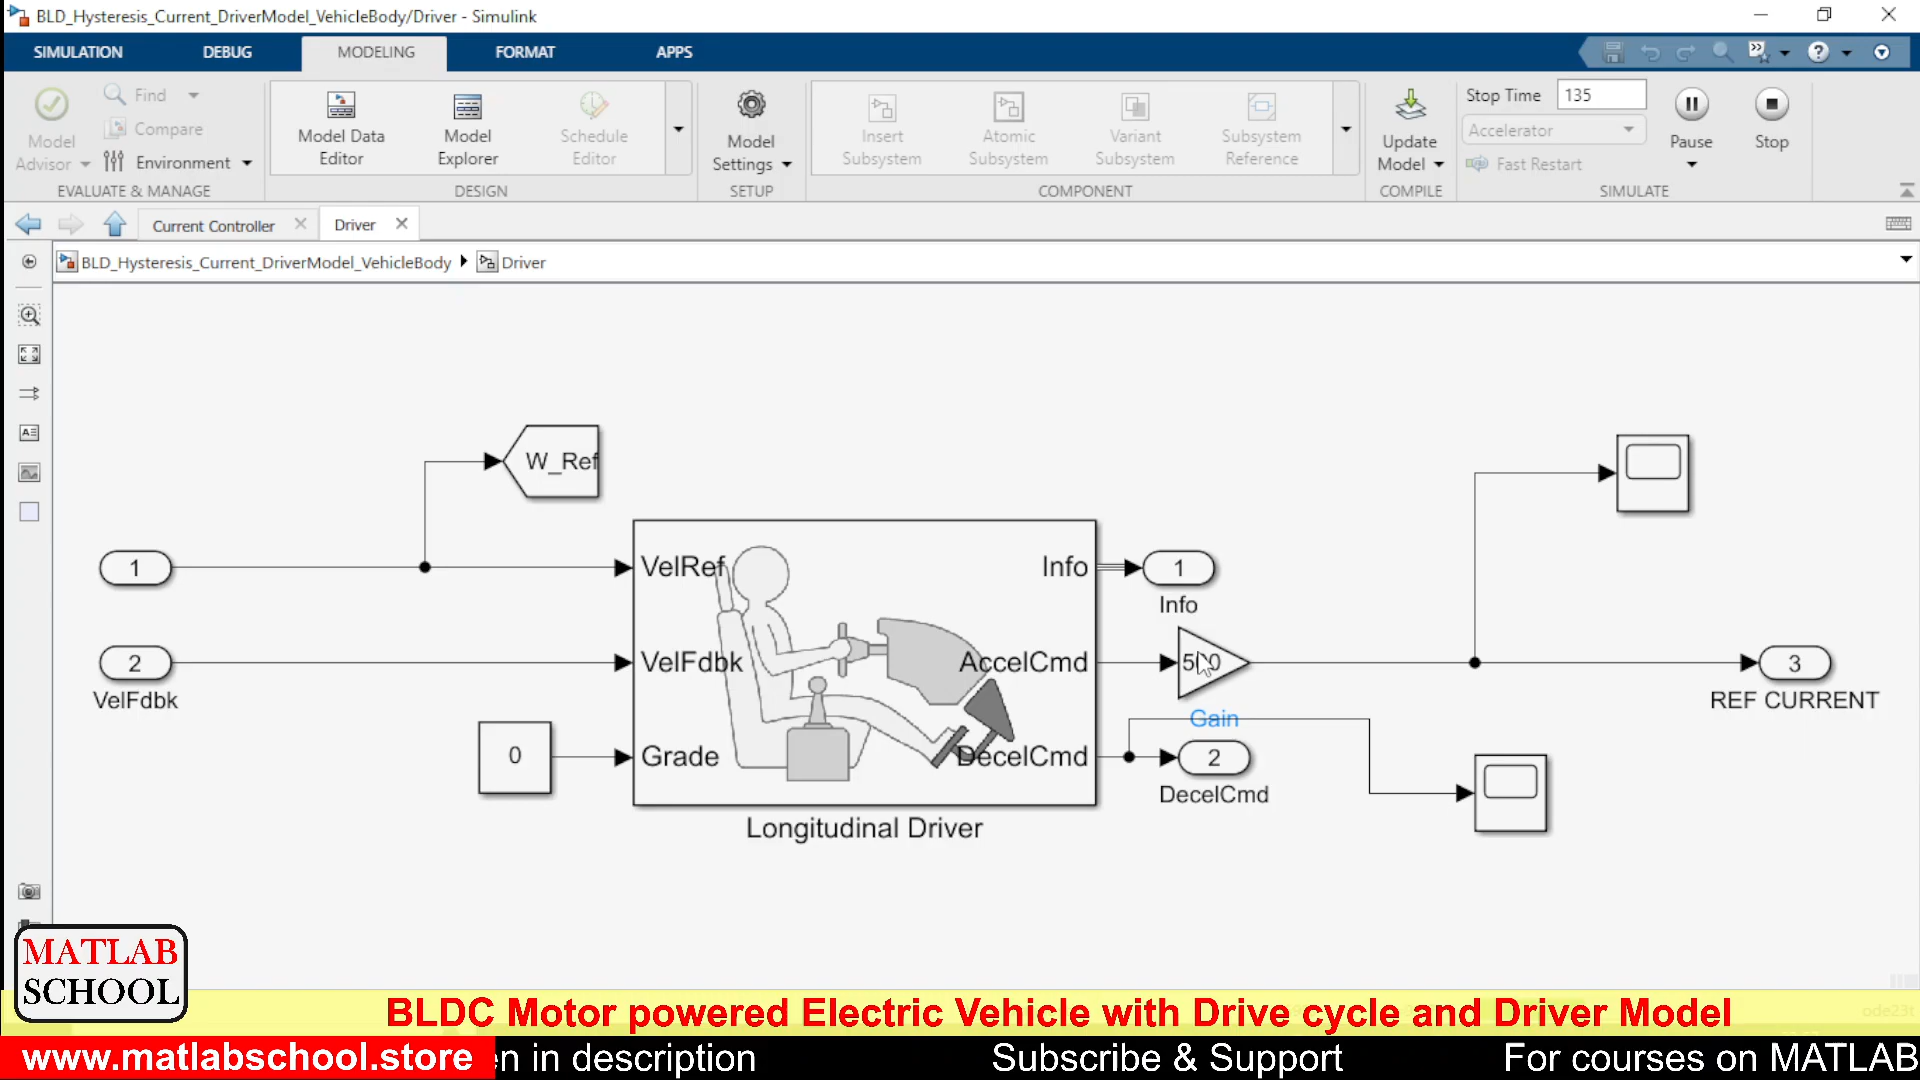 BLD_Hysteresis_Current_DriverModel_VehicleBody/Driver - Simulink
SIMULATION DEBUG MODELING FORMAT APPS
Model Advisor
Find
Compare
Environment
EVALUATE & MANAGE
Model Data Editor
Model Explorer
Schedule Editor
DESIGN
Model Settings
SETUP
Insert Subsystem
Atomic Subsystem
Variant Subsystem
Subsystem Reference
COMPONENT
Update Model
COMPILE
Stop Time 135
Accelerator
Fast Restart
Pause
Stop
SIMULATE
Current Controller
Driver
BLD_Hysteresis_Current_DriverModel_VehicleBody Driver
W_Ref
1
VelRef
Info
1
Info
2
VelFdbk
VelFdbk
AccelCmd
3
REF CURRENT
Gain
0
Grade
DecelCmd
2
DecelCmd
Longitudinal Driver
MATLAB
SCHOOL
BLDC Motor powered Electric Vehicle with Drive cycle and Driver Model
ode23t
www.matlabschool.store
en in description Subscribe & Support For courses on MATLAB